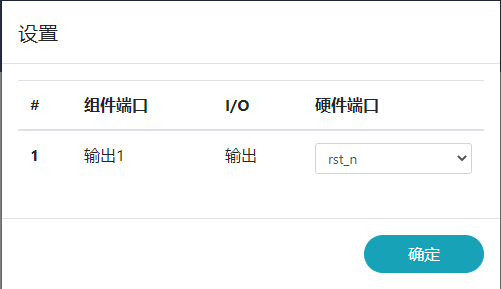 设置
# 组件端口 I/O 硬件端口
1 输出1 输出 rst_n
确定